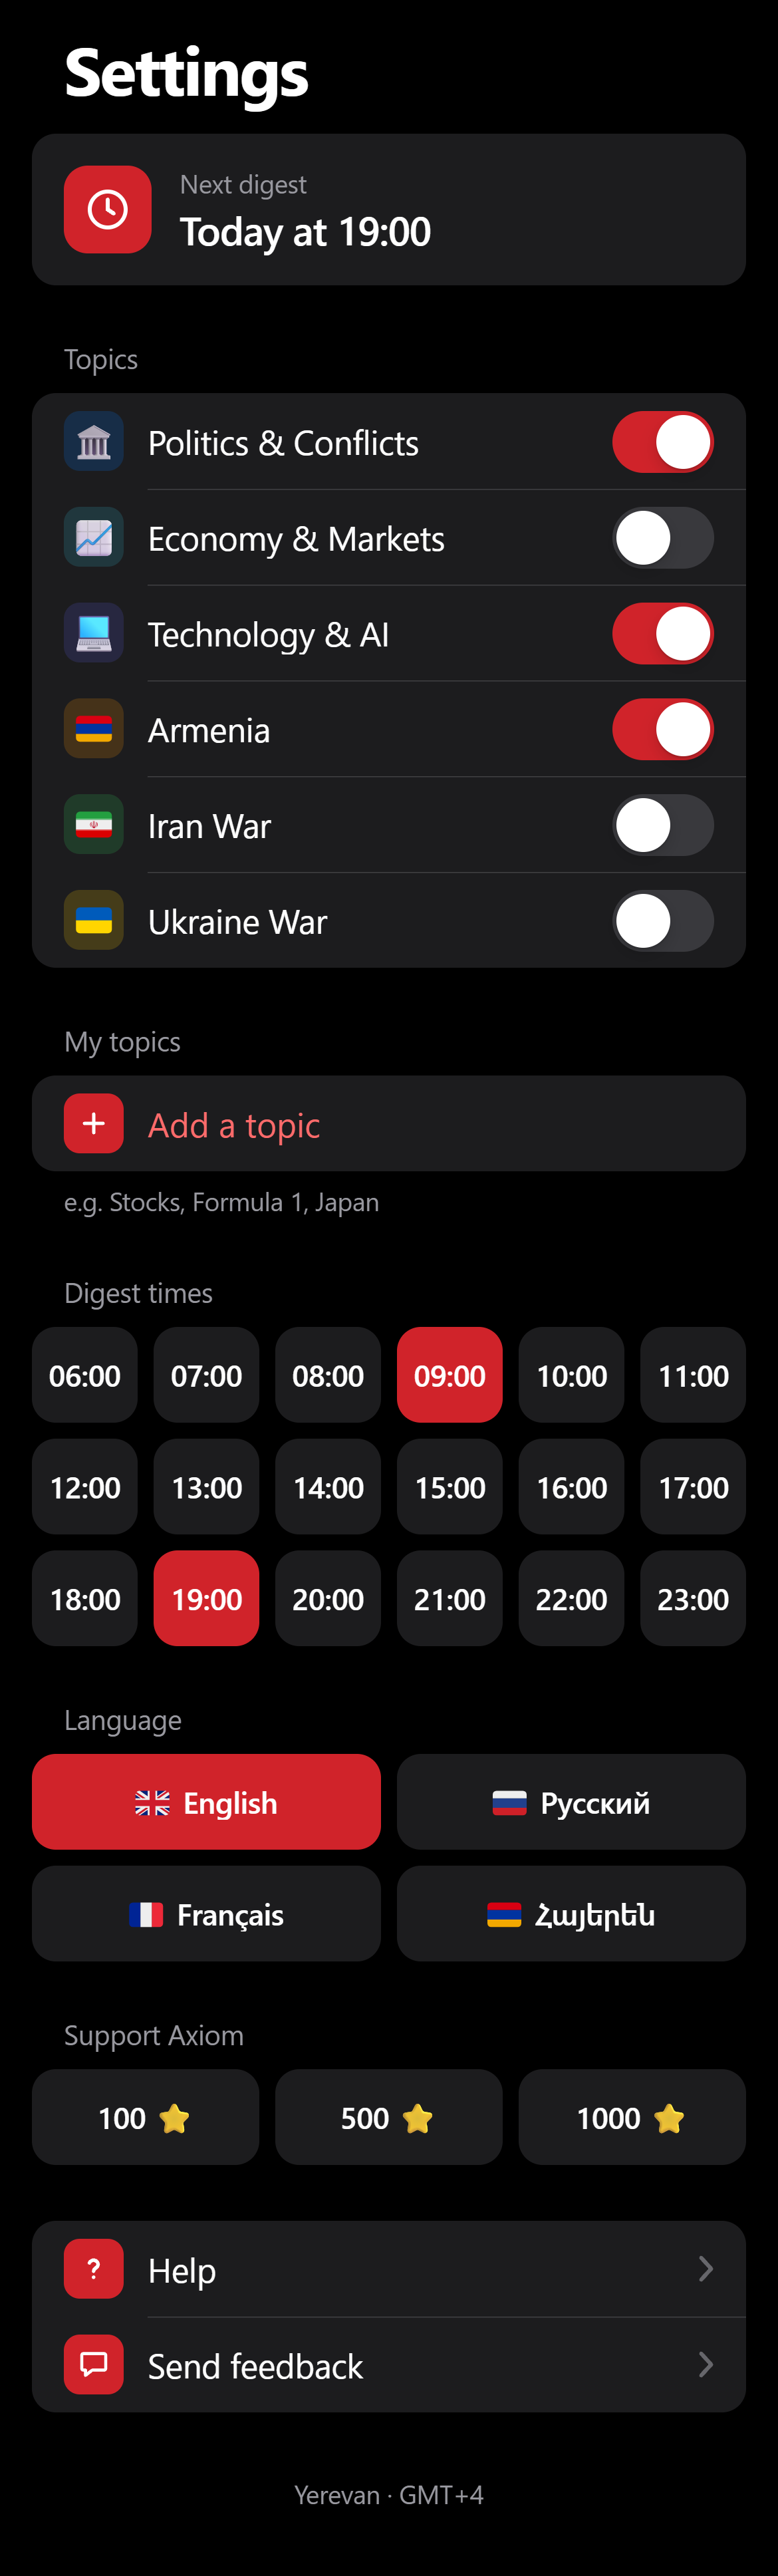 Settings
Next digest
Today at 19:00
Topics
Politics & Conflicts
Economy & Markets
Technology & AI
Armenia
Iran War
Ukraine War
My topics
Add a topic
e.g. Stocks, Formula 1, Japan
Digest times
06:00 07:00 08:00 09:00 10:00 11:00
12:00 13:00 14:00 15:00 16:00 17:00
18:00 19:00 20:00 21:00 22:00 23:00
Language
English Русский
Français Հայերեն
Support Axiom
100 500 1000
? Help
Send feedback
Yerevan · GMT+4